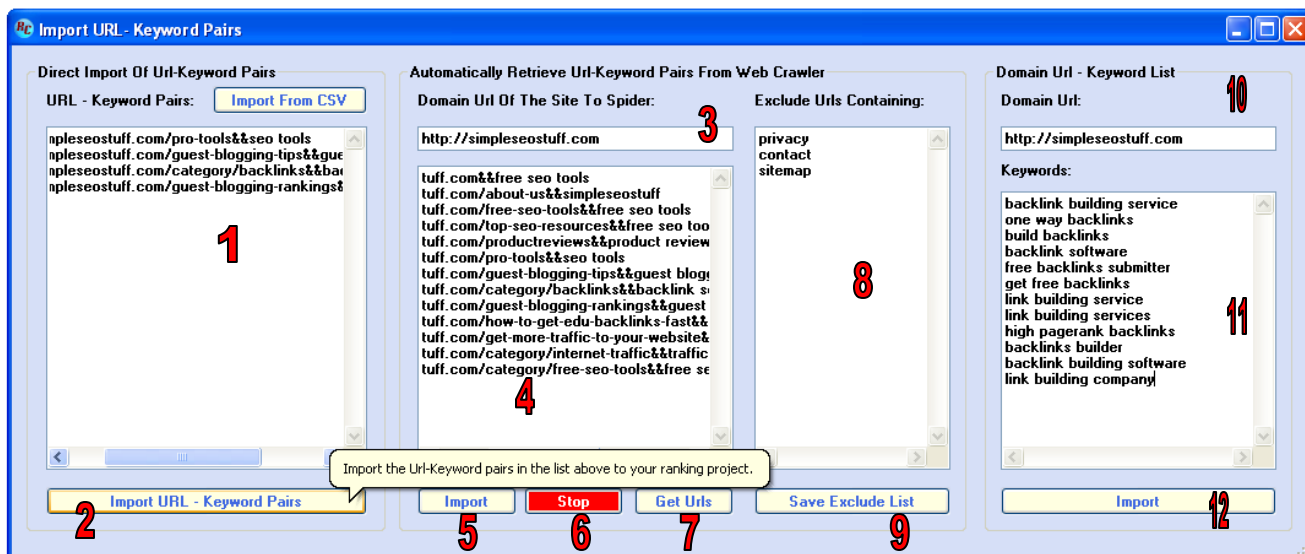 RC Import URL- Keyword Pairs
Direct Import Of Url-Keyword Pairs
URL - Keyword Pairs:
Import From CSV
mpleseostuff.com/pro-tools&&seo tools
mpleseostuff.com/guest-blogging-tips&&gue
mpleseostuff.com/category/backlinks&&bac
mpleseostuff.com/guest-blogging-rankings&
1
Import URL - Keyword Pairs
2
Import the Url-Keyword pairs in the list above to your ranking project.
Automatically Retrieve Url-Keyword Pairs From Web Crawler
Domain Url Of The Site To Spider:
3
http://simpleseostuff.com
tuff.com&&free seo tools
tuff.com/about-us&&simpleseostuff
tuff.com/free-seo-tools&&free seo tools
tuff.com/top-seo-resources&&free seo too
tuff.com/productreviews&&product review
tuff.com/pro-tools&&seo tools
tuff.com/guest-blogging-tips&&guest blogg
tuff.com/category/backlinks&&backlink s
tuff.com/guest-blogging-rankings&&guest
tuff.com/how-to-get-edu-backlinks-fast&&
tuff.com/get-more-traffic-to-your-website&
tuff.com/category/internet-traffic&&traffic
tuff.com/category/free-seo-tools&&free se
4
Import
Stop
Get Urls
5
6
7
Exclude Urls Containing:
privacy
contact
sitemap
8
Save Exclude List
9
Domain Url - Keyword List
10
Domain Url:
http://simpleseostuff.com
Keywords:
backlink building service
one way backlinks
build backlinks
backlink software
free backlinks submitter
get free backlinks
link building service
link building services
high pagerank backlinks
backlinks builder
backlink building software
link building company
11
Import
12